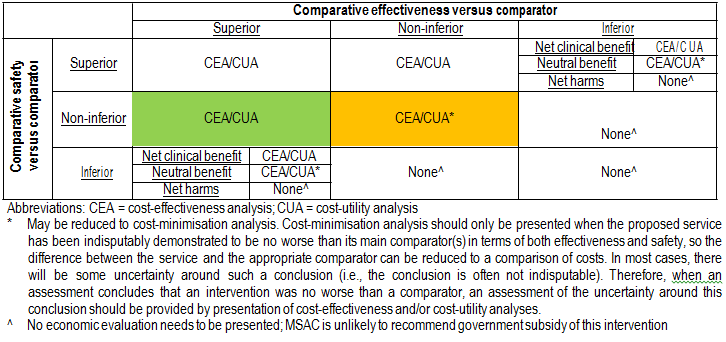 Comparative effectiveness versus comparator
Superior Non-inferior Inferior
Comparative safety
versus comparator
Superior CEA/CUA CEA/CUA Net clinical benefit CEA/CUA
Neutral benefit CEA/CUA*
Net harms None^
Non-inferior CEA/CUA CEA/CUA* None^
Inferior Net clinical benefit CEA/CUA None^ None^
Neutral benefit CEA/CUA*
Net harms None^
Abbreviations: CEA = cost-effectiveness analysis; CUA = cost-utility analysis
* May be reduced to cost-minimisation analysis. Cost-minimisation analysis should only be presented when the proposed service
has been indisputably demonstrated to be no worse than its main comparator(s) in terms of both effectiveness and safety, so the
difference between the service and the appropriate comparator can be reduced to a comparison of costs. In most cases, there
will be some uncertainty around such a conclusion (i.e., the conclusion is often not indisputable). Therefore, when an
assessment concludes that an intervention was no worse than a comparator, an assessment of the uncertainty around this
conclusion should be provided by presentation of cost-effectiveness and/or cost-utility analyses.
^ No economic evaluation needs to be presented; MSAC is unlikely to recommend government subsidy of this intervention